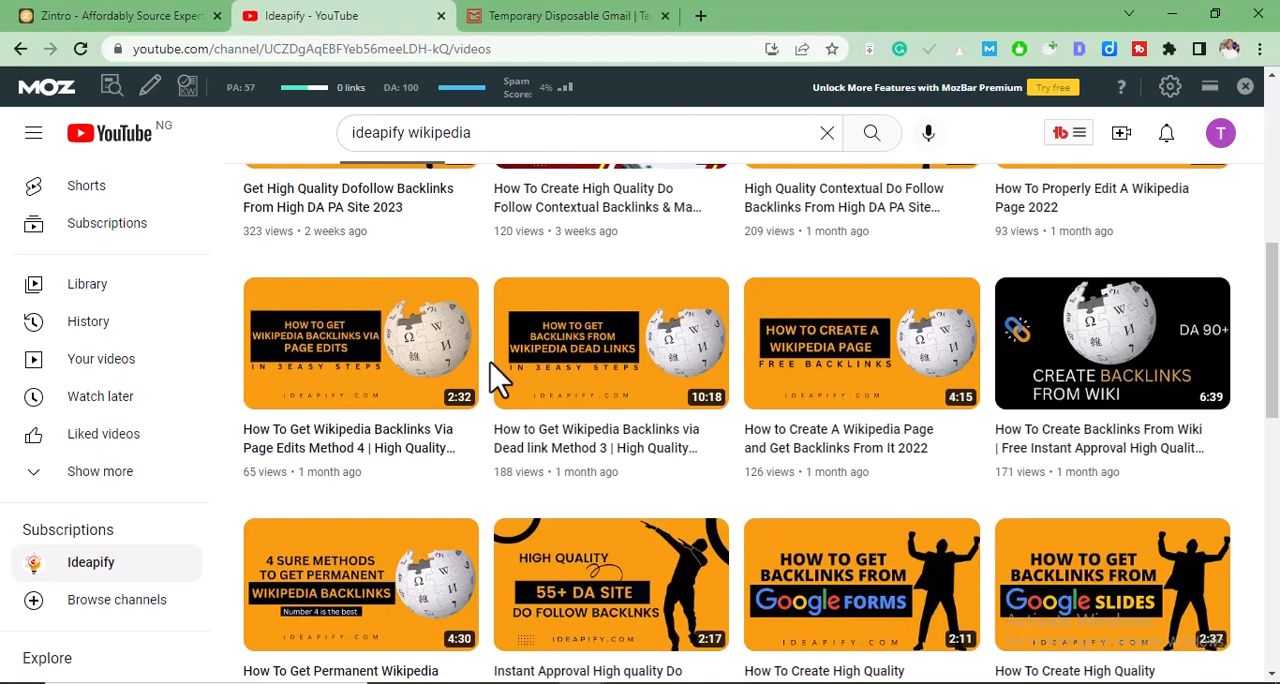 Zintro - Affordably Source Expert
Ideapify - YouTube
Temporary Disposable Gmail | Te
youtube.com/channel/UCZDgAqEBFYeb56meeLDH-kQ/videos
MOZ
PA: 57
0 links
DA: 100
Spam
Score:
4%
Unlock More Features with MozBar Premium
Try free
YouTube NG
ideapify wikipedia
T
Shorts
Subscriptions
Library
History
Your videos
Watch later
Liked videos
Show more
Subscriptions
Ideapify
Browse channels
Explore
Get High Quality Dofollow Backlinks
From High DA PA Site 2023
323 views • 2 weeks ago
How To Create High Quality Do
Follow Contextual Backlinks & Ma...
120 views • 3 weeks ago
High Quality Contextual Do Follow
Backlinks From High DA PA Site...
209 views • 1 month ago
How To Properly Edit A Wikipedia
Page 2022
93 views • 1 month ago
HOW TO GET
WIKIPEDIA BACKLINKS VIA
PAGE EDITS
IN 3EASY STEPS
IDEAPIFY.COM
2:32
How To Get Wikipedia Backlinks Via
Page Edits Method 4 | High Quality...
65 views • 1 month ago
HOW TO GET
BACKLINKS FROM
WIKIPEDIA DEAD LINKS
IN 3EASY STEPS
IDEAPIFY.COM
10:18
How to Get Wikipedia Backlinks via
Dead link Method 3 | High Quality...
188 views • 1 month ago
HOW TO CREATE A
WIKIPEDIA PAGE
FREE BACKLINKS
IDEAPIFY.COM
4:15
How to Create A Wikipedia Page
and Get Backlinks From It 2022
126 views • 1 month ago
DA 90+
CREATE BACKLINKS
FROM WIKI
6:39
How To Create Backlinks From Wiki
| Free Instant Approval High Qualit...
171 views • 1 month ago
4 SURE METHODS
TO GET PERMANENT
WIKIPEDIA BACKLINKS
Number 4 is the best
IDEAPIFY.COM
4:30
How To Get Permanent Wikipedia
HIGH QUALITY
55+ DA SITE
DO FOLLOW BACKLNKS
IDEAPIFY.COM
2:17
Instant Approval High quality Do
HOW TO GET
BACKLINKS FROM
Google FORMS
IDEAPIFY.COM
2:11
How To Create High Quality
HOW TO GET
BACKLINKS FROM
Google SLIDES
IDEAPIFY.COM
2:37
How To Create High Quality
Activate Windows